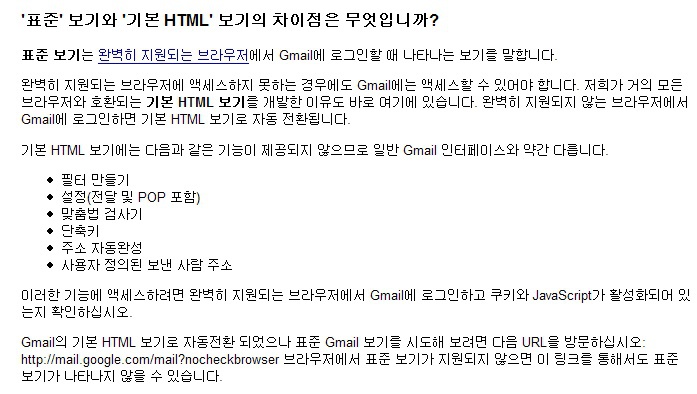 '표준' 보기와 '기본 HTML' 보기의 차이점은 무엇입니까?
표준 보기는 완벽히 지원되는 브라우저에서 Gmail에 로그인할 때 나타나는 보기를 말합니다.
완벽히 지원되는 브라우저에 액세스하지 못하는 경우에도 Gmail에는 액세스할 수 있어야 합니다. 저희가 거의 모든
브라우저와 호환되는 기본 HTML 보기를 개발한 이유도 바로 여기에 있습니다. 완벽히 지원되지 않는 브라우저에서
Gmail에 로그인하면 기본 HTML 보기로 자동 전환됩니다.
기본 HTML 보기에는 다음과 같은 기능이 제공되지 않으므로 일반 Gmail 인터페이스와 약간 다릅니다.
• 필터 만들기
• 설정(전달 및 POP 포함)
• 맞춤법 검사기
• 단축키
• 주소 자동완성
• 사용자 정의된 보낸 사람 주소
이러한 기능에 액세스하려면 완벽히 지원되는 브라우저에서 Gmail에 로그인하고 쿠키와 JavaScript가 활성화되어 있
는지 확인하십시오.
Gmail의 기본 HTML 보기로 자동전환 되었으나 표준 Gmail 보기를 시도해 보려면 다음 URL을 방문하십시오:
http://mail.google.com/mail?nocheckbrowser 브라우저에서 표준 보기가 지원되지 않으면 이 링크를 통해서도 표준
보기가 나타나지 않을 수 있습니다.